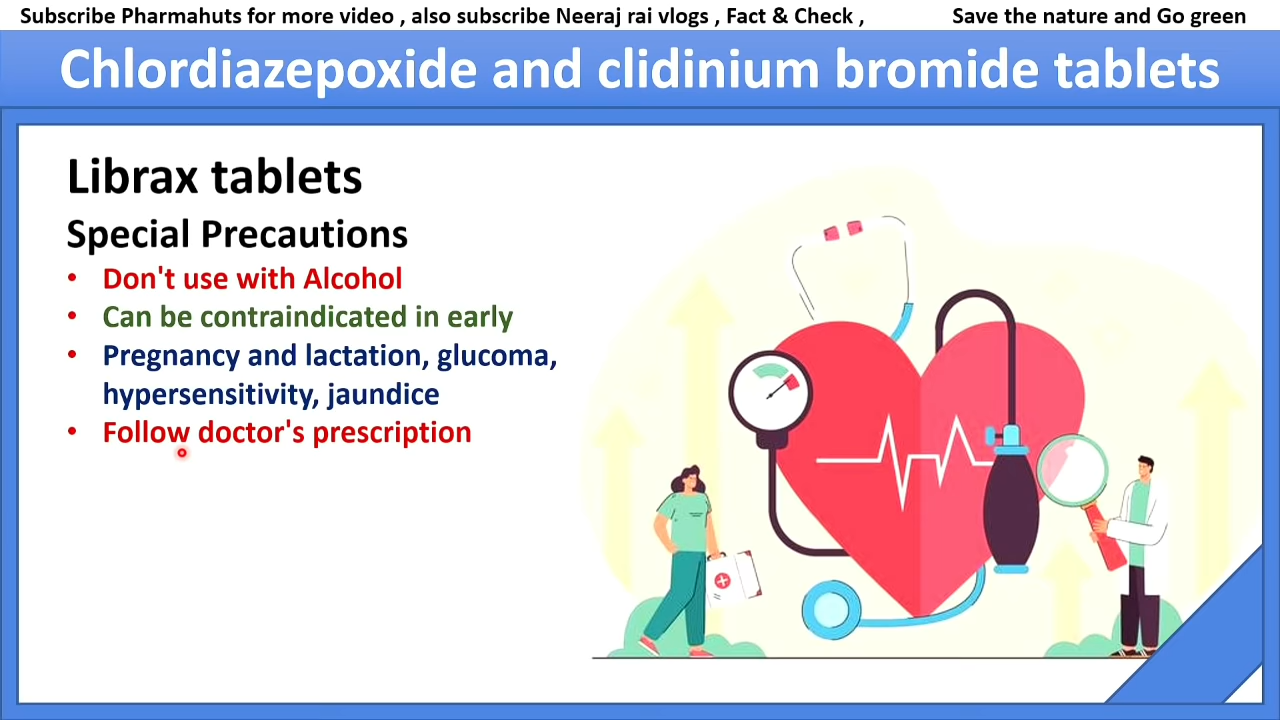 Subscribe Pharmahuts for more video , also subscribe Neeraj rai vlogs , Fact & Check , Save the nature and Go green
Chlordiazepoxide and clidinium bromide tablets
Librax tablets
Special Precautions
• Don't use with Alcohol
• Can be contraindicated in early
• Pregnancy and lactation, glucoma,
hypersensitivity, jaundice
• Follow doctor's prescription